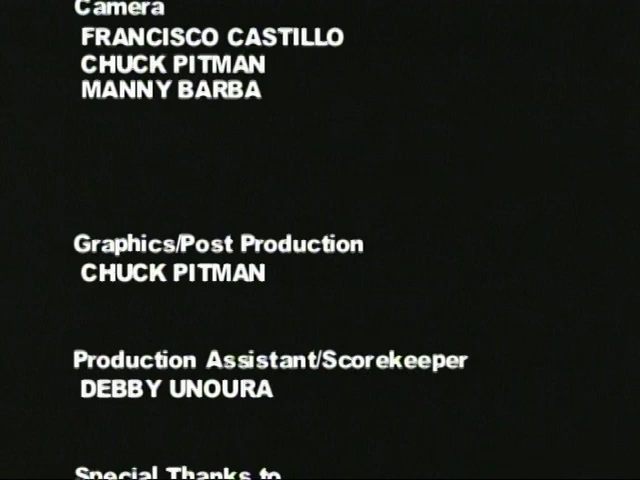 Camera
FRANCISCO CASTILLO
CHUCK PITMAN
MANNY BARBA
Graphics/Post Production
CHUCK PITMAN
Production Assistant/Scorekeeper
DEBBY UNOURA
Special Thanks to